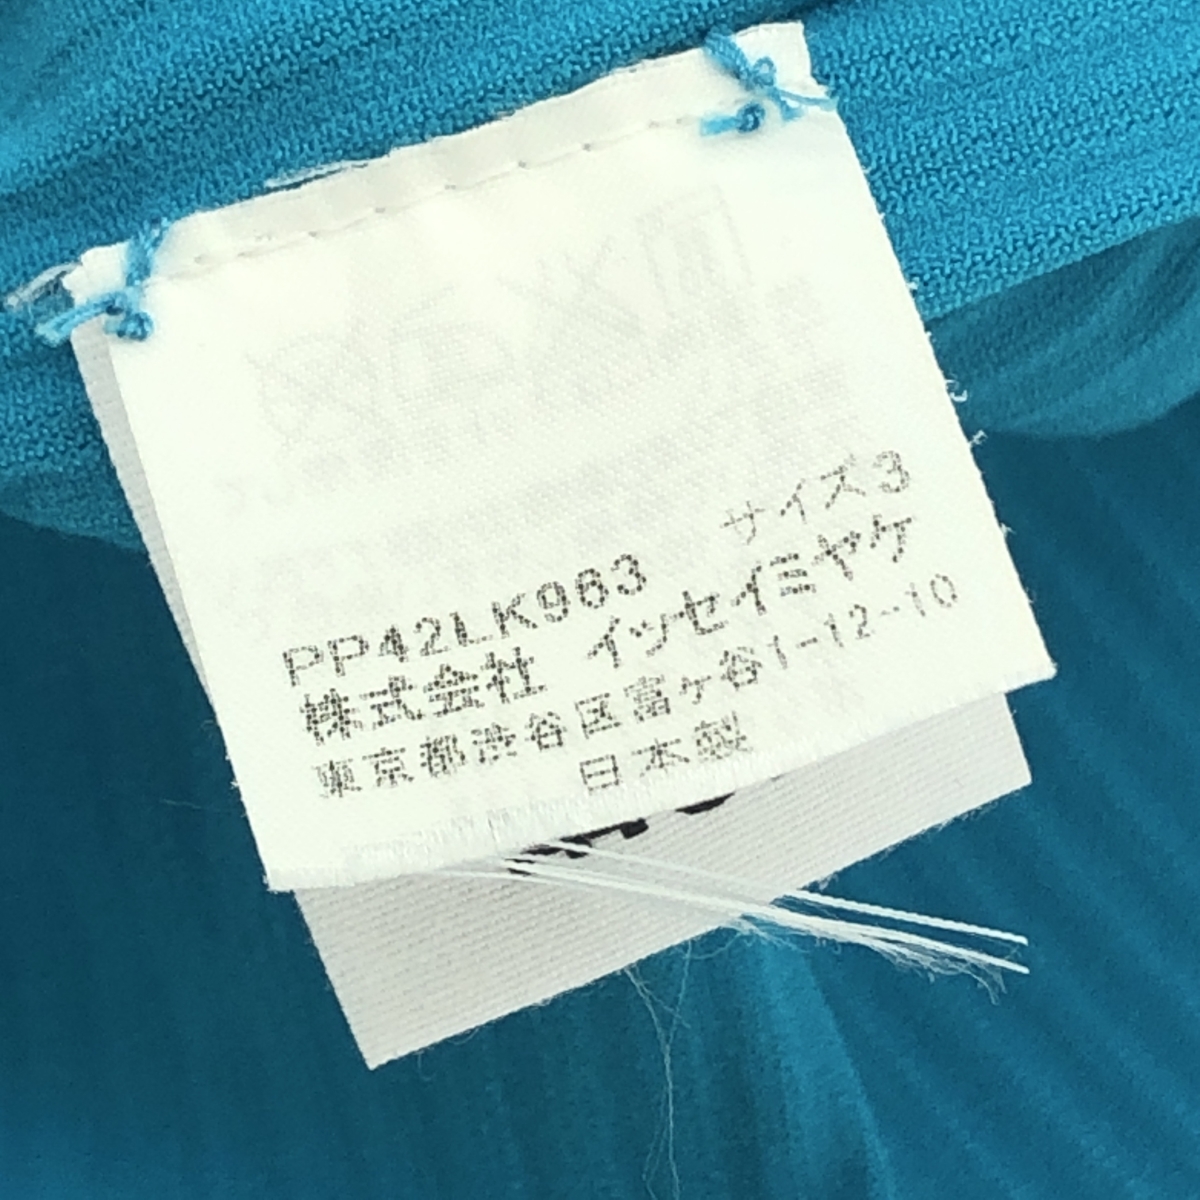 サイズ3
PP42LK963
株式会社 イッセイミヤケ
東京都渋谷区富ヶ谷1-12-10
日本製